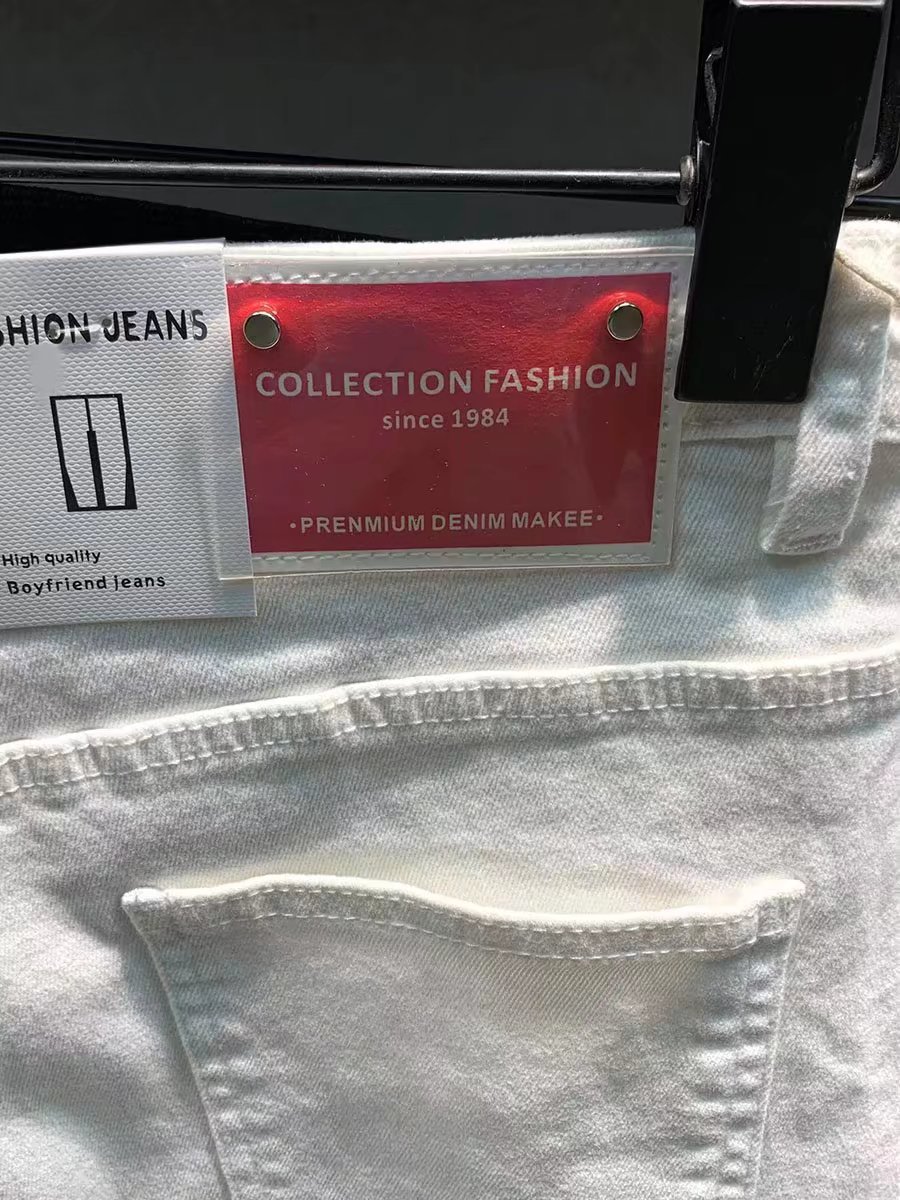 SHION JEANS
High quality
Boyfriend jeans
COLLECTION FASHION
since 1984
·PRENMIUM DENIM MAKEE·